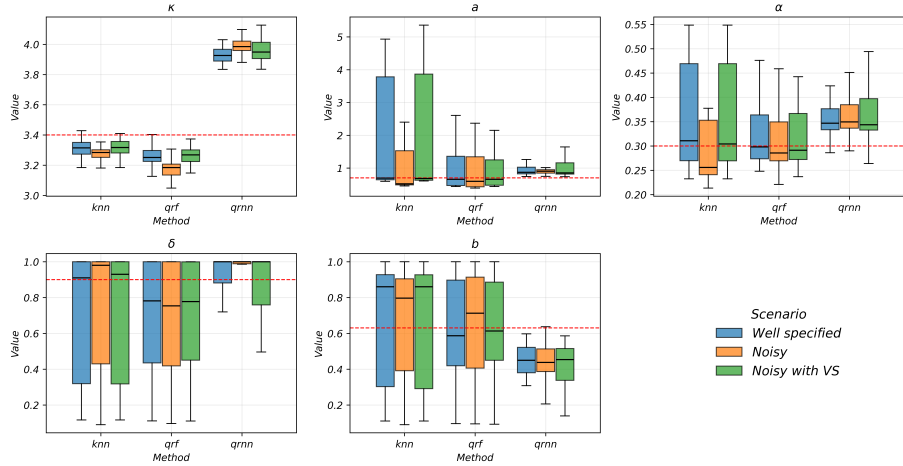 κ
Value
4.0
3.8
3.6
3.4
3.2
3.0
knn
qrf
qrnn
Method
a
Value
5
4
3
2
1
knn
qrf
qrnn
Method
α
Value
0.55
0.50
0.45
0.40
0.35
0.30
0.25
0.20
knn
qrf
qrnn
Method
δ
Value
1.0
0.8
0.6
0.4
0.2
knn
qrf
qrnn
Method
b
Value
1.0
0.8
0.6
0.4
0.2
knn
qrf
qrnn
Method
Scenario
Well specified
Noisy
Noisy with VS